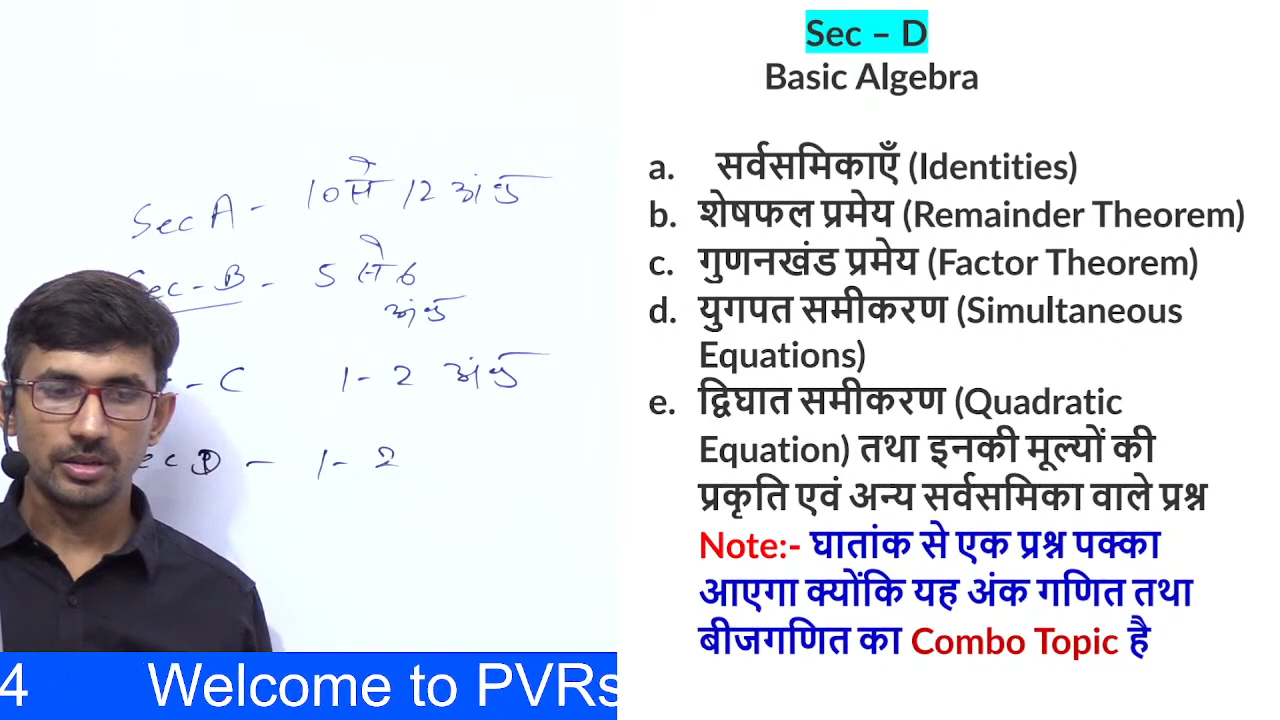 Sec A - 10 से 12 अंक
Sec - B - 5 से 6
अंक
- C 1 - 2 अंक
ec D - 1 - 2
4 Welcome to PVRs
Sec – D
Basic Algebra
a. सर्वसमिकाएँ (Identities)
b. शेषफल प्रमेय (Remainder Theorem)
c. गुणनखंड प्रमेय (Factor Theorem)
d. युगपत समीकरण (Simultaneous
Equations)
e. द्विघात समीकरण (Quadratic
Equation) तथा इनकी मूल्यों की
प्रकृति एवं अन्य सर्वसमिका वाले प्रश्न
Note:- घातांक से एक प्रश्न पक्का
आएगा क्योंकि यह अंक गणित तथा
बीजगणित का Combo Topic है